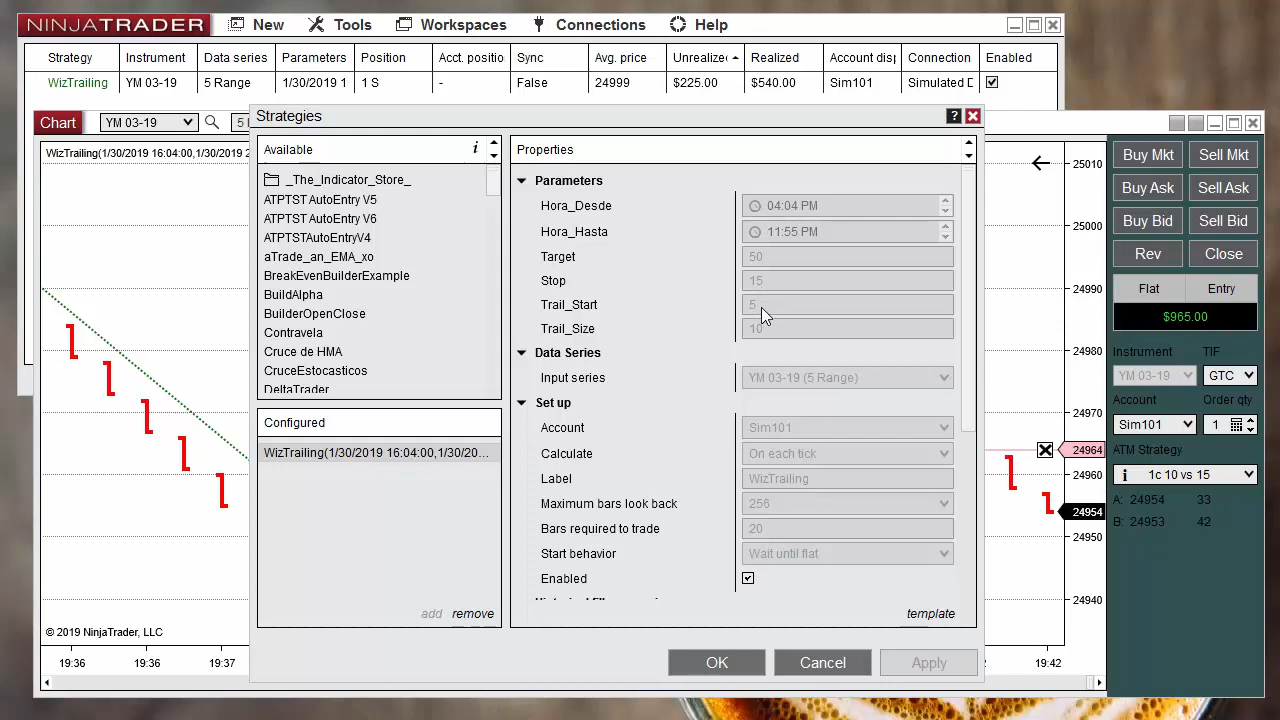 NINJATRADER New Tools Workspaces Connections Help
Strategy Instrument Data series Parameters Position Acct. positio Sync Avg. price Unrealize Realized Account disp Connection Enabled
WizTrailing YM 03-19 5 Range 1/30/2019 1 1 S - False 24999 $225.00 $540.00 Sim101 Simulated D
Chart YM 03-19
WizTrailing(1/30/2019 16:04:00,1/30/2019
Strategies
Available
_The_Indicator_Store_
ATPTST AutoEntry V5
ATPTST AutoEntry V6
ATPTSTAutoEntryV4
aTrade_an_EMA_xo
BreakEvenBuilderExample
BuildAlpha
BuilderOpenClose
Contravela
Cruce de HMA
CruceEstocasticos
DeltaTrader
Configured
WizTrailing(1/30/2019 16:04:00,1/30/20...
add remove
Properties
Parameters
Hora_Desde 04:04 PM
Hora_Hasta 11:55 PM
Target 50
Stop 15
Trail_Start 5
Trail_Size 10
Data Series
Input series YM 03-19 (5 Range)
Set up
Account Sim101
Calculate On each tick
Label WizTrailing
Maximum bars look back 256
Bars required to trade 20
Start behavior Wait until flat
Enabled
template
OK Cancel Apply
25010
25000
24990
24980
24970
24964
24960
24954
24950
24940
Buy Mkt Sell Mkt
Buy Ask Sell Ask
Buy Bid Sell Bid
Rev Close
Flat Entry
$965.00
Instrument TIF
YM 03-19 GTC
Account Order qty
Sim101 1
ATM Strategy
1c 10 vs 15
A: 24954 33
B: 24953 42
© 2019 NinjaTrader, LLC
19:36 19:36 19:37 19:42